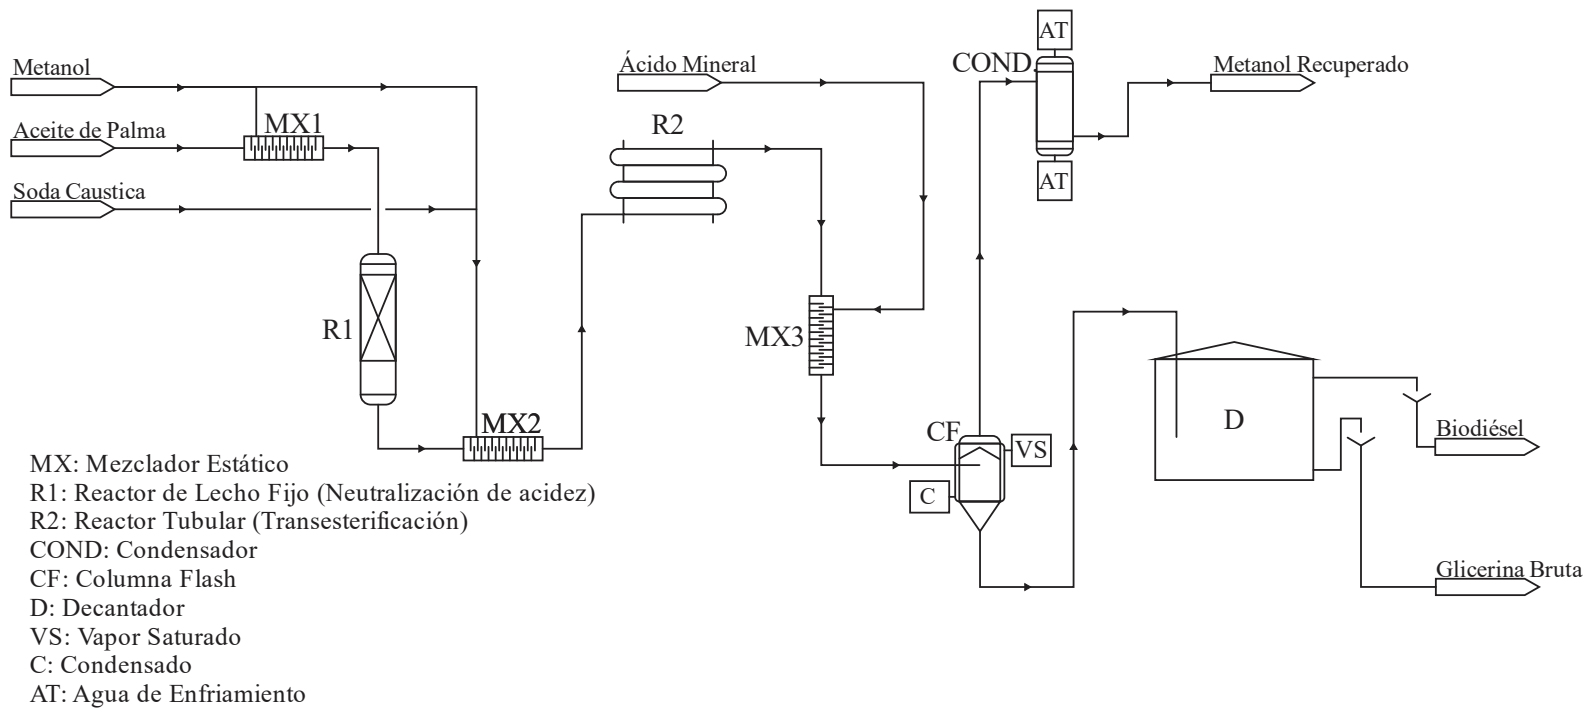 Metanol
Aceite de Palma
Soda Caustica
MX1
R1
MX2
R2
Ácido Mineral
MX3
COND.
AT
AT
Metanol Recuperado
CF
VS
C
D
Biodiésel
Glicerina Bruta
MX: Mezclador Estático
R1: Reactor de Lecho Fijo (Neutralización de acidez)
R2: Reactor Tubular (Transesterificación)
COND: Condensador
CF: Columna Flash
D: Decantador
VS: Vapor Saturado
C: Condensado
AT: Agua de Enfriamiento